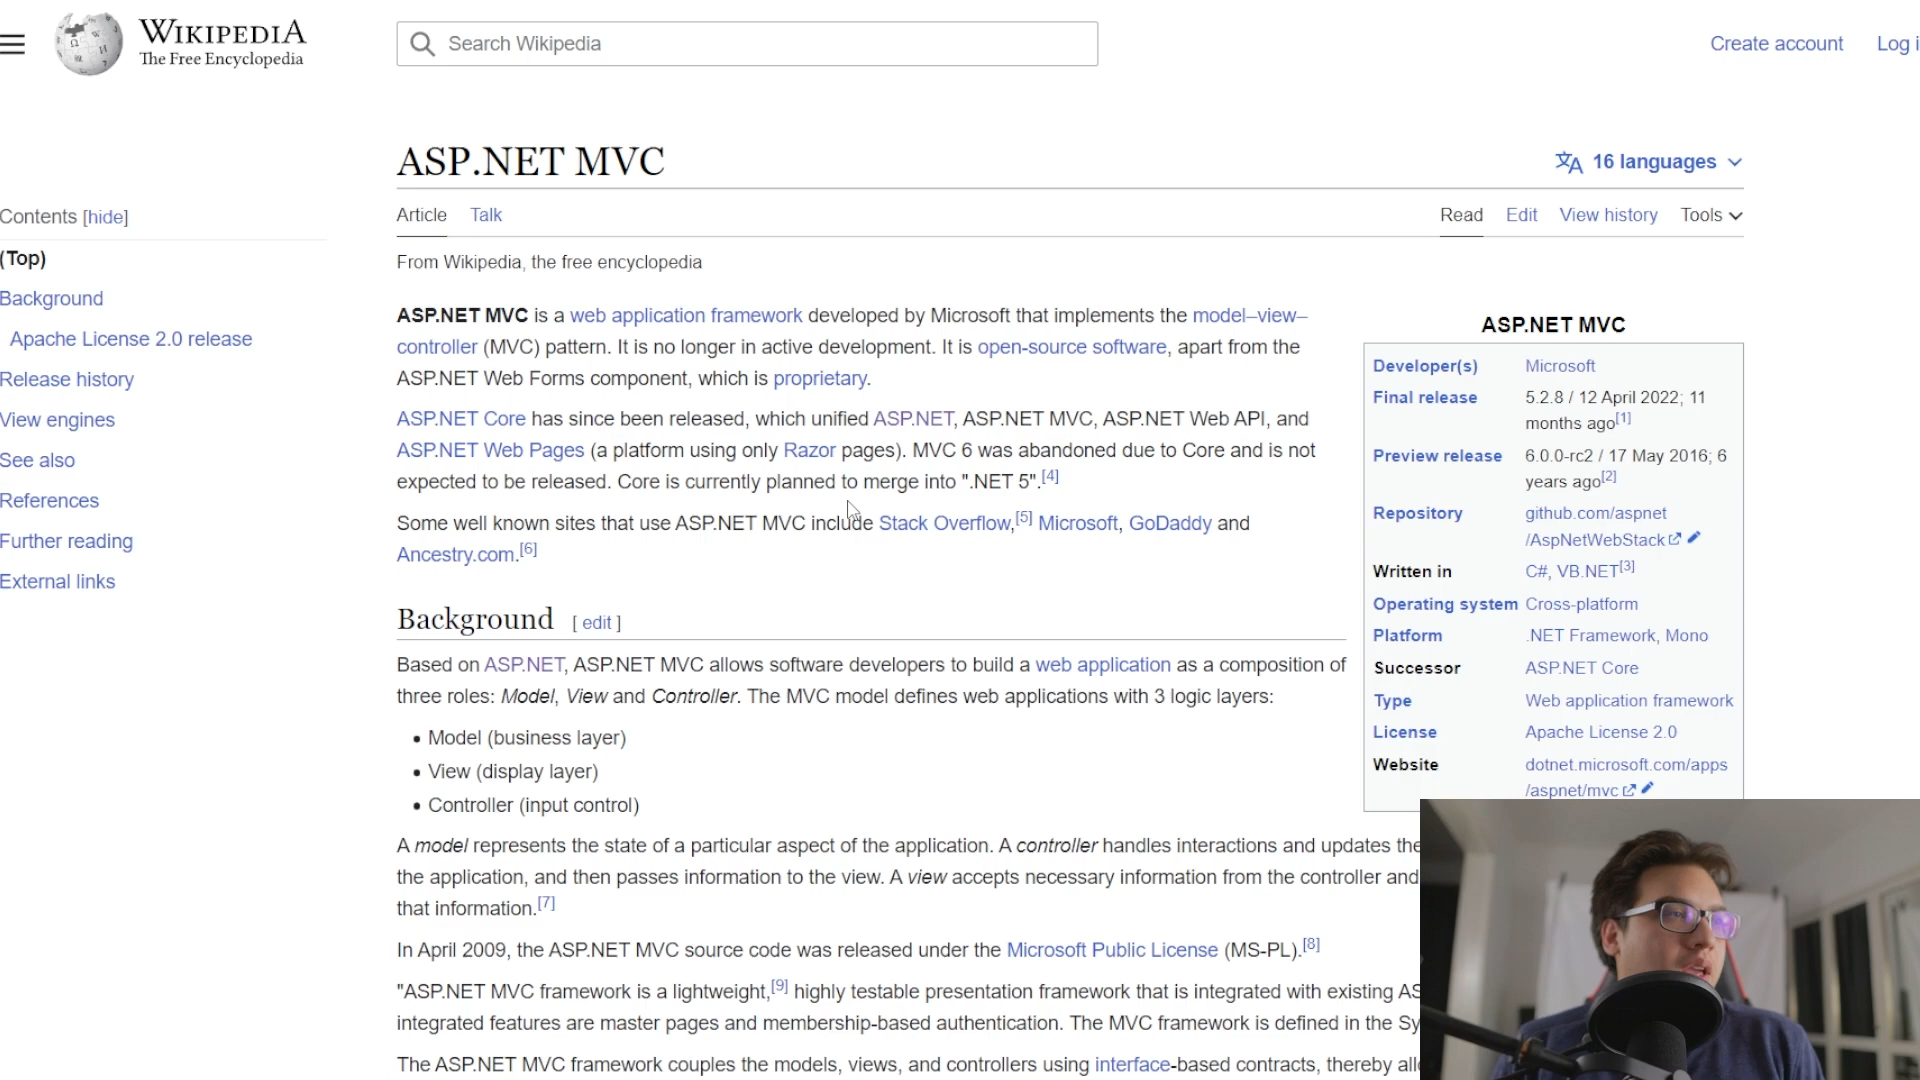 WIKIPEDIA
The Free Encyclopedia
Search Wikipedia
Create account
Log i
ASP.NET MVC
16 languages
Contents [hide]
(Top)
Background
Apache License 2.0 release
Release history
View engines
See also
References
Further reading
External links
Article Talk
Read Edit View history Tools
From Wikipedia, the free encyclopedia
ASP.NET MVC is a web application framework developed by Microsoft that implements the model–view–
controller (MVC) pattern. It is no longer in active development. It is open-source software, apart from the
ASP.NET Web Forms component, which is proprietary.
ASP.NET Core has since been released, which unified ASP.NET, ASP.NET MVC, ASP.NET Web API, and
ASP.NET Web Pages (a platform using only Razor pages). MVC 6 was abandoned due to Core and is not
expected to be released. Core is currently planned to merge into ".NET 5".[4]
Some well known sites that use ASP.NET MVC include Stack Overflow,[5] Microsoft, GoDaddy and
Ancestry.com.[6]
ASP.NET MVC
Developer(s) Microsoft
Final release 5.2.8 / 12 April 2022; 11
months ago[1]
Preview release 6.0.0-rc2 / 17 May 2016; 6
years ago[2]
Repository github.com/aspnet
/AspNetWebStack
Written in C#, VB.NET[3]
Operating system Cross-platform
Platform .NET Framework, Mono
Successor ASP.NET Core
Type Web application framework
License Apache License 2.0
Website dotnet.microsoft.com/apps
/aspnet/mvc
Background [ edit ]
Based on ASP.NET, ASP.NET MVC allows software developers to build a web application as a composition of
three roles: Model, View and Controller. The MVC model defines web applications with 3 logic layers:
• Model (business layer)
• View (display layer)
• Controller (input control)
A model represents the state of a particular aspect of the application. A controller handles interactions and updates the
the application, and then passes information to the view. A view accepts necessary information from the controller and
that information.[7]
In April 2009, the ASP.NET MVC source code was released under the Microsoft Public License (MS-PL).[8]
"ASP.NET MVC framework is a lightweight,[9] highly testable presentation framework that is integrated with existing AS
integrated features are master pages and membership-based authentication. The MVC framework is defined in the Sy
The ASP.NET MVC framework couples the models, views, and controllers using interface-based contracts, thereby all